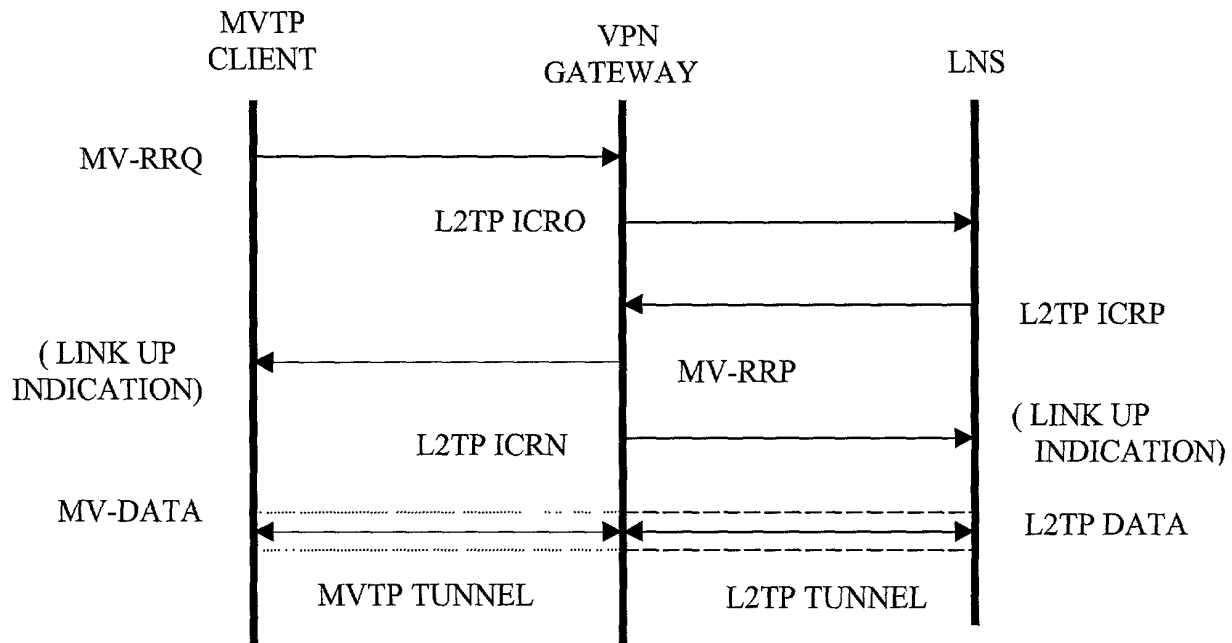 MVTP
CLIENT
VPN
GATEWAY
LNS
MV-RRQ
L2TP ICRO
L2TP ICRP
( LINK UP
INDICATION)
MV-RRP
L2TP ICRN
( LINK UP
INDICATION)
MV-DATA
L2TP DATA
MVTP TUNNEL
L2TP TUNNEL